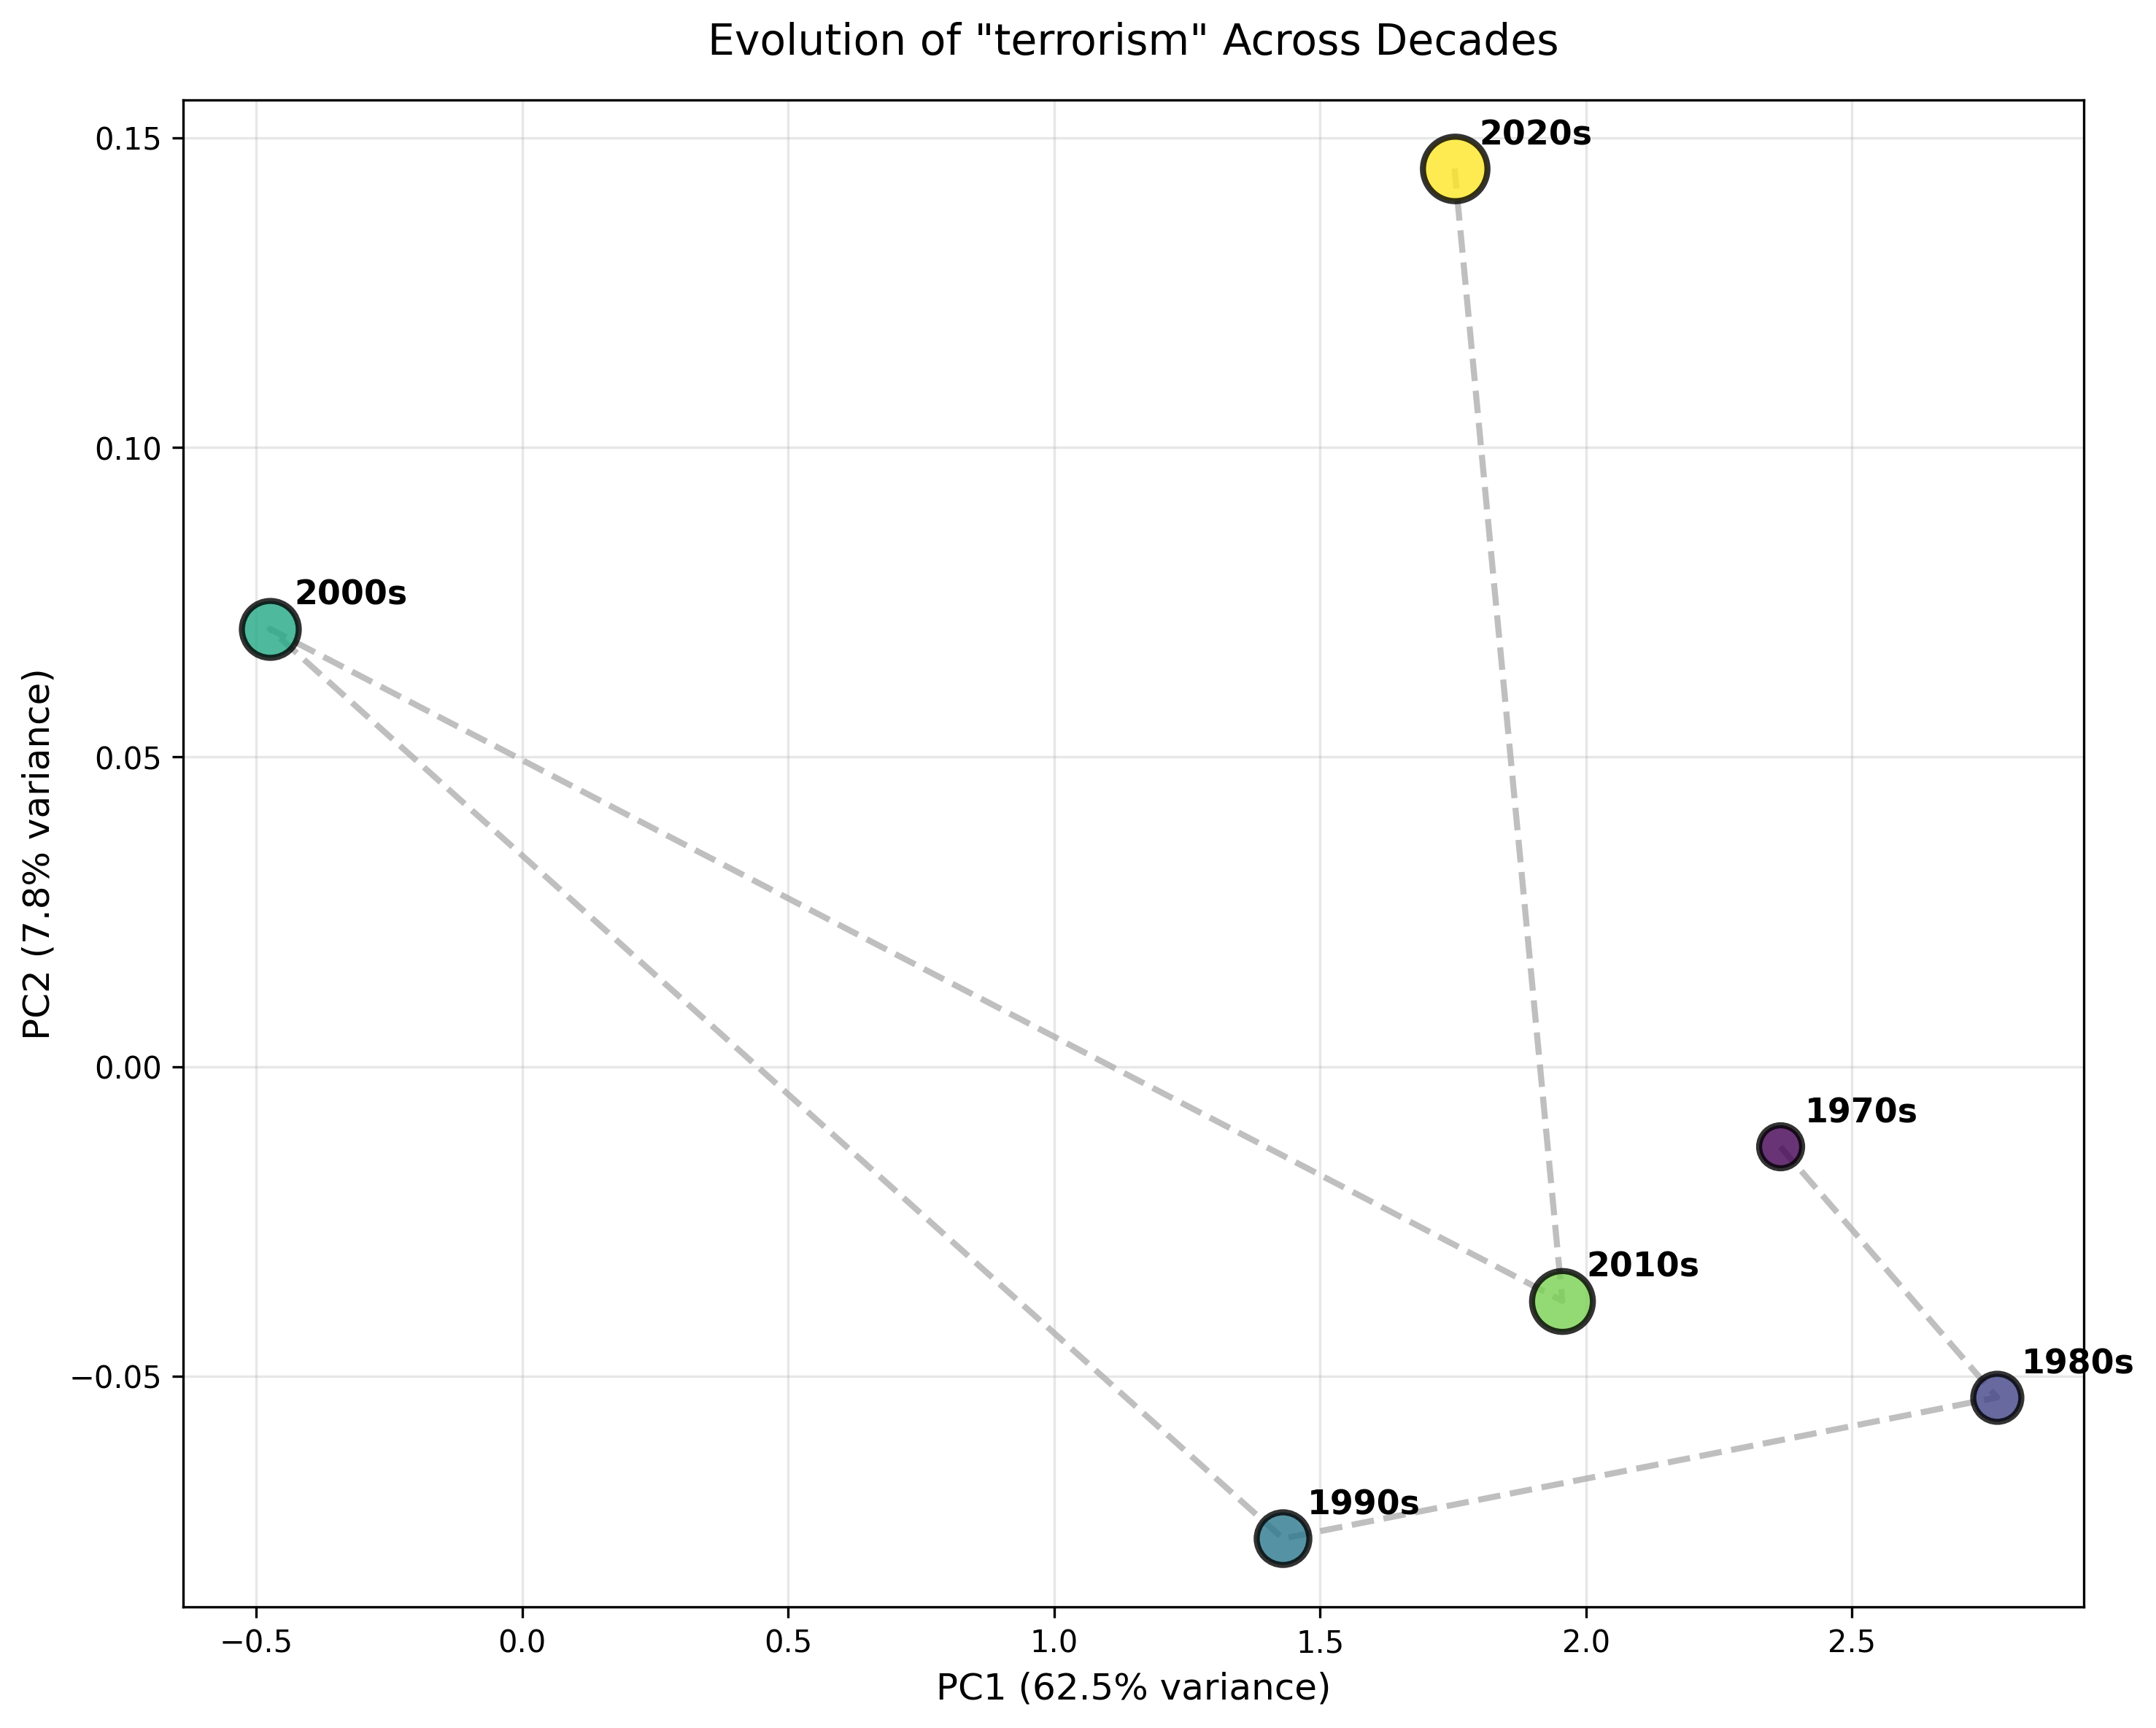 Evolution of "terrorism" Across Decades
0.15
0.10
0.05
0.00
−0.05
PC2 (7.8% variance)
2020s
2000s
1970s
2010s
1980s
1990s
−0.5
0.0
0.5
1.0
1.5
2.0
2.5
PC1 (62.5% variance)